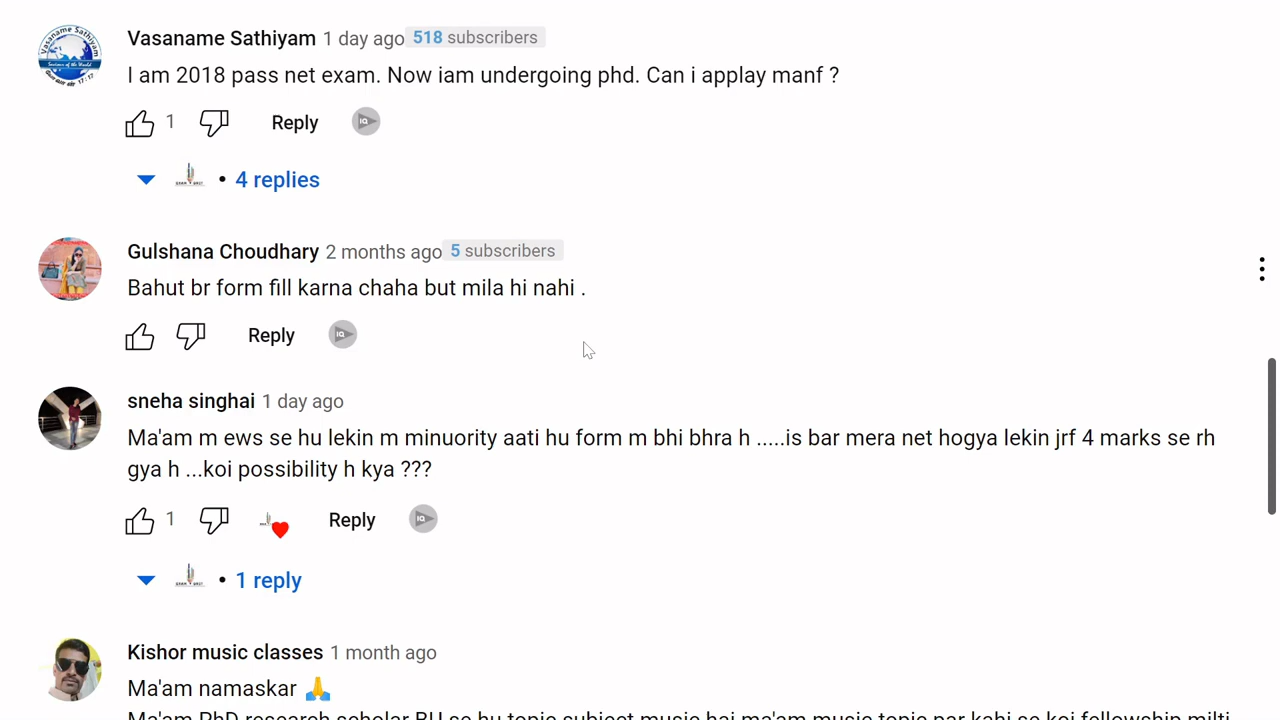 Vasaname Sathiyam 1 day ago 518 subscribers
I am 2018 pass net exam. Now iam undergoing phd. Can i applay manf ?
1 Reply
• 4 replies
Gulshana Choudhary 2 months ago 5 subscribers
Bahut br form fill karna chaha but mila hi nahi .
Reply
sneha singhai 1 day ago
Ma'am m ews se hu lekin m minuority aati hu form m bhi bhra h .....is bar mera net hogya lekin jrf 4 marks se rh
gya h ...koi possibility h kya ???
1 Reply
• 1 reply
Kishor music classes 1 month ago
Ma'am namaskar 🙏
Ma'am PhD research scholar BU se hu topic subject music hai ma'am music topic par kahi se koi fellowship milti